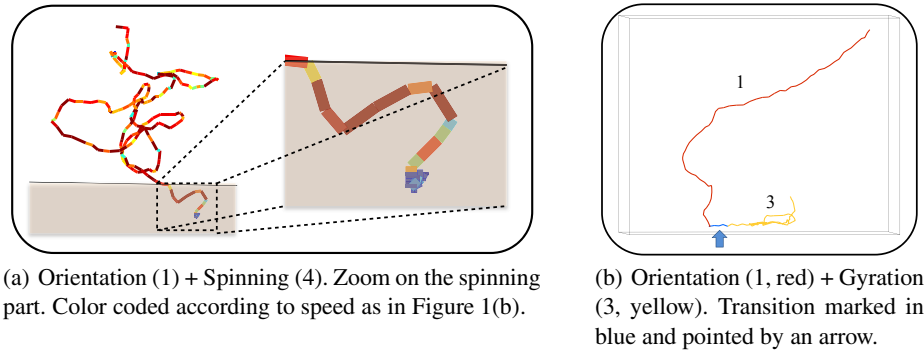 1
3
(a) Orientation (1) + Spinning (4). Zoom on the spinning
part. Color coded according to speed as in Figure 1(b).
(b) Orientation (1, red) + Gyration
(3, yellow). Transition marked in
blue and pointed by an arrow.